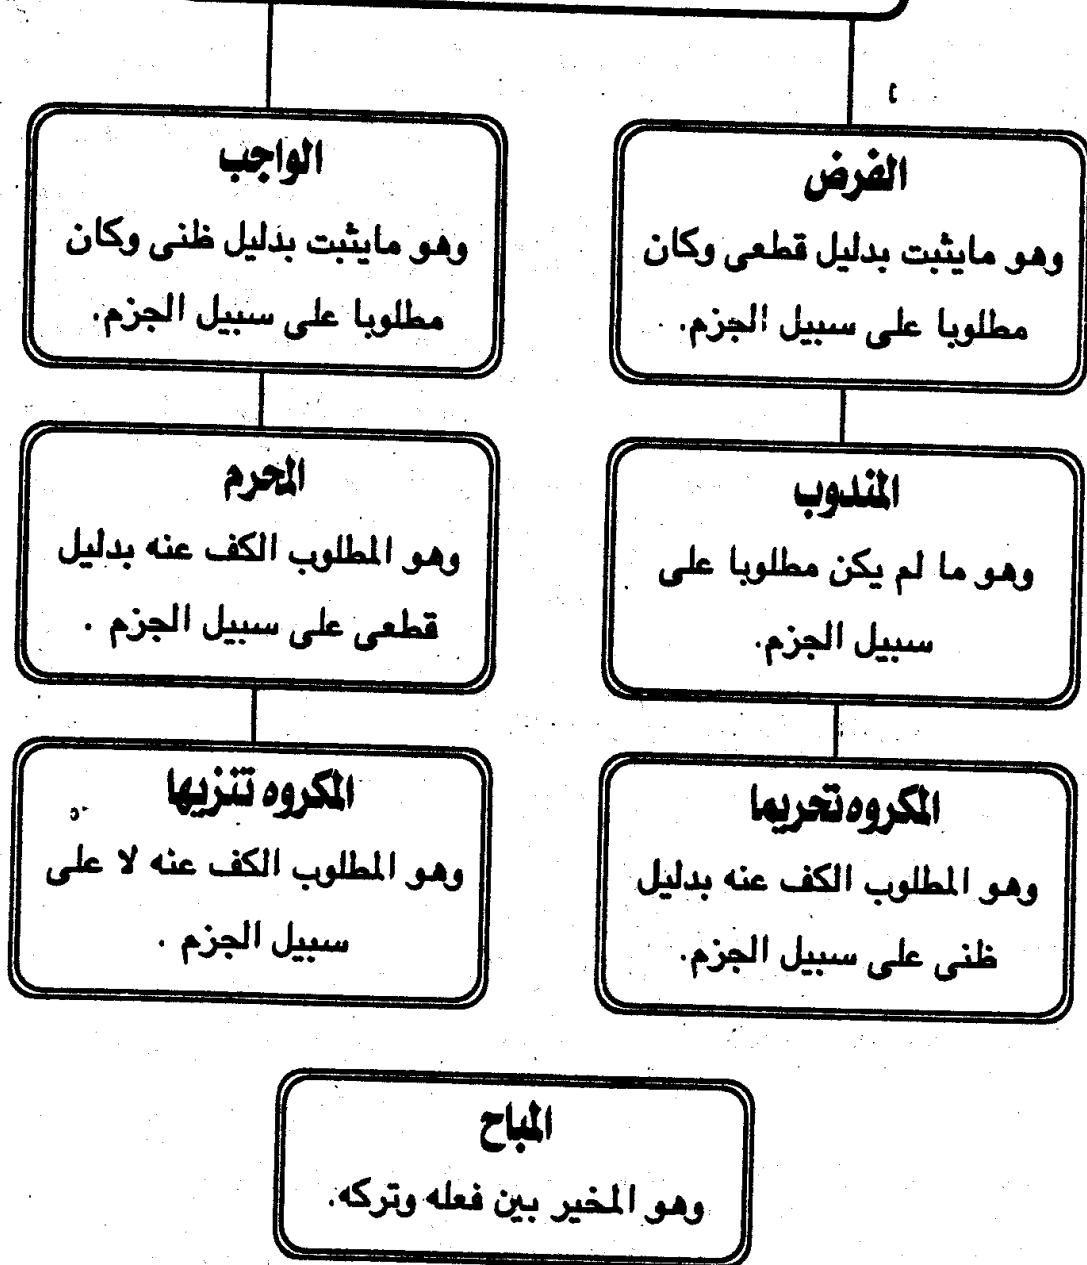 الفرض
وهو مايثبت بدليل قطعى وكان
مطلوبا على سبيل الجزم.
الواجب
وهو مايثبت بدليل ظنى وكان
مطلوبا على سبيل الجزم.
المندوب
وهو ما لم يكن مطلوبا على
سبيل الجزم.
المحرم
وهو المطلوب الكف عنه بدليل
قطعى على سبيل الجزم .
المكروه تحريما
وهو المطلوب الكف عنه بدليل
ظنى على سبيل الجزم.
المكروه تنزيها
وهو المطلوب الكف عنه لا على
سبيل الجزم .
المباح
وهو المخير بين فعله وتركه.